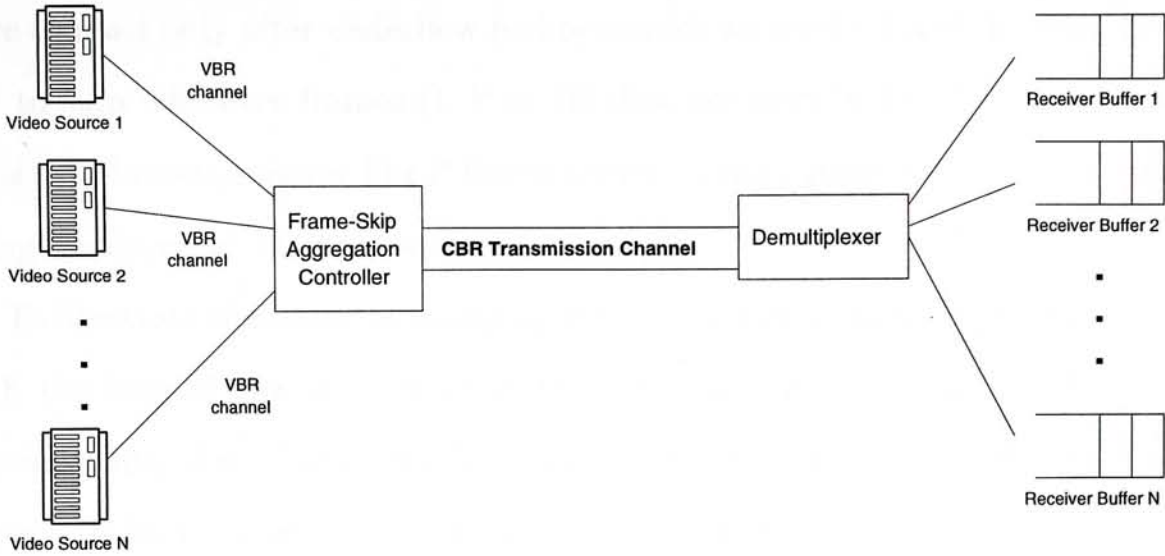 VBR
channel
Video Source 1
Receiver Buffer 1
VBR
channel
Video Source 2
Frame-Skip
Aggregation
Controller
CBR Transmission Channel
Demultiplexer
Receiver Buffer 2
VBR
channel
Video Source N
Receiver Buffer N